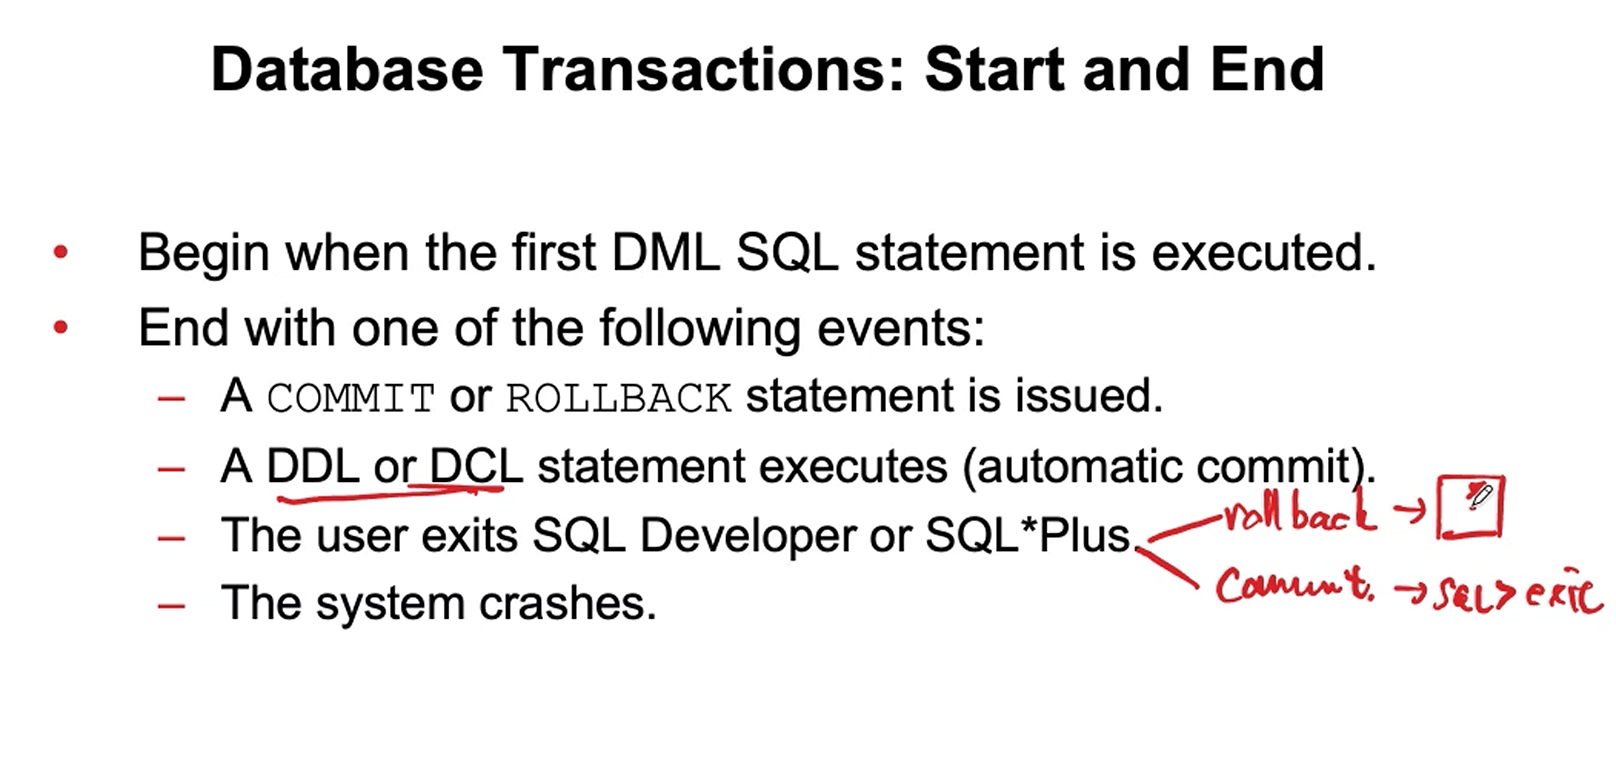 Database Transactions: Start and End
• Begin when the first DML SQL statement is executed.
• End with one of the following events:
– A COMMIT or ROLLBACK statement is issued.
– A DDL or DCL statement executes (automatic commit).
– The user exits SQL Developer or SQL*Plus.
rollback →
Commit. → SQL> exit
– The system crashes.